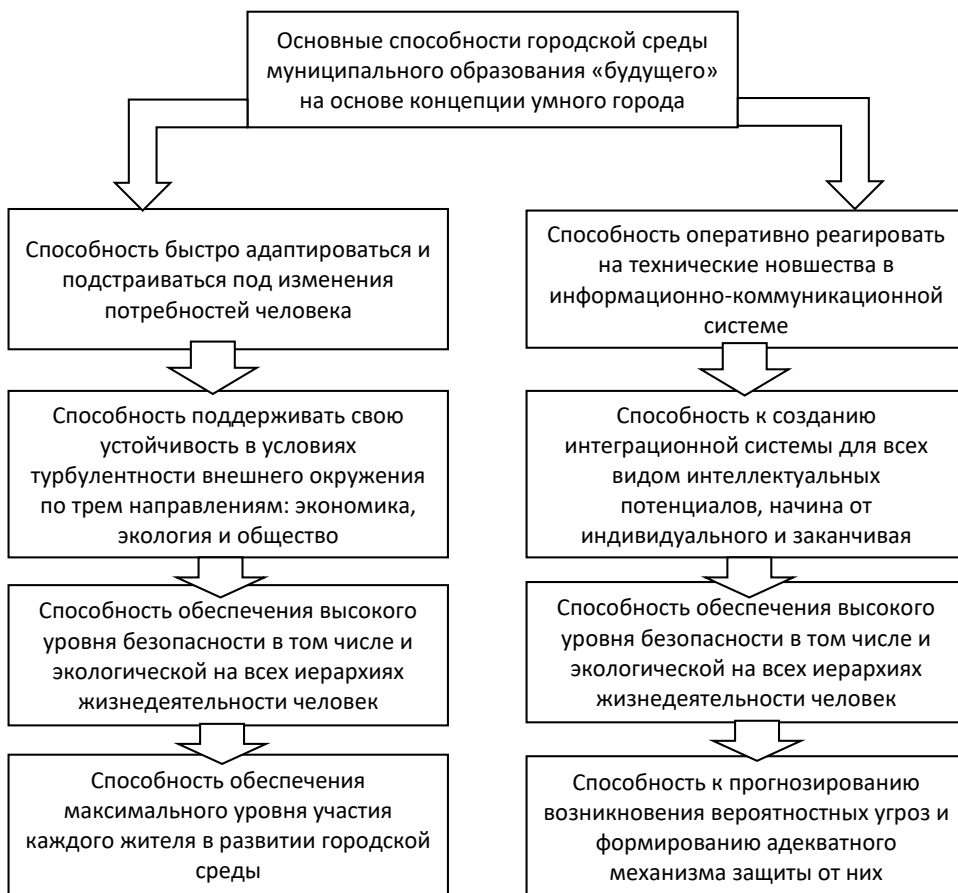 Основные способности городской среды
муниципального образования «будущего»
на основе концепции умного города
Способность быстро адаптироваться и
подстраиваться под изменения
потребностей человека
Способность поддерживать свою
устойчивость в условиях
турбулентности внешнего окружения
по трем направлениям: экономика,
экология и общество
Способность обеспечения высокого
уровня безопасности в том числе и
экологической на всех иерархиях
жизнедеятельности человек
Способность обеспечения
максимального уровня участия
каждого жителя в развитии городской
среды
Способность оперативно реагировать
на технические новшества в
информационно-коммуникационной
системе
Способность к созданию
интеграционной системы для всех
видом интеллектуальных
потенциалов, начина от
индивидуального и заканчивая
Способность обеспечения высокого
уровня безопасности в том числе и
экологической на всех иерархиях
жизнедеятельности человек
Способность к прогнозированию
возникновения вероятностных угроз и
формированию адекватного
механизма защиты от них